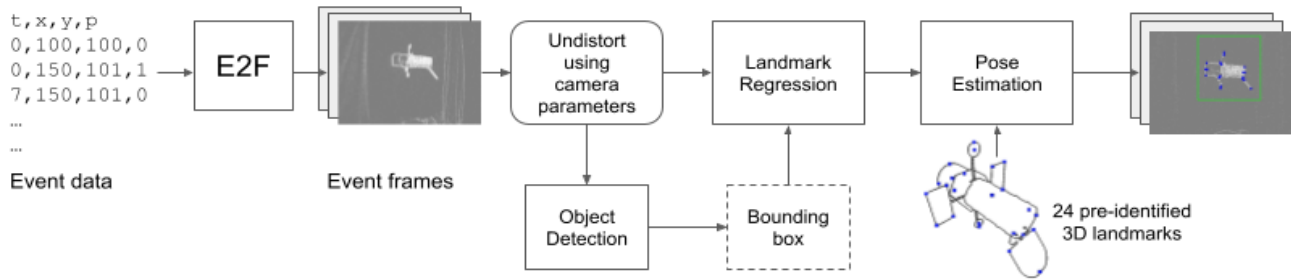 t,x,y,p
0,100,100,0
0,150,101,1
7,150,101,0
…
…
Event data
E2F
Event frames
Undistort
using
camera
parameters
Landmark
Regression
Pose
Estimation
Object
Detection
Bounding
box
24 pre-identified
3D landmarks